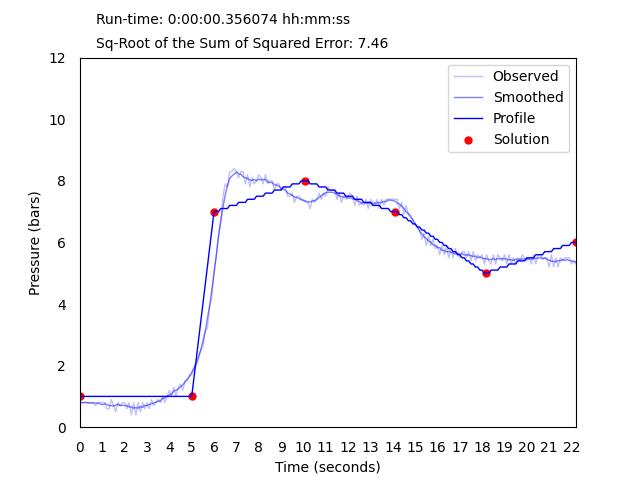 Run-time: 0:00:00.356074 hh:mm:ss
Sq-Root of the Sum of Squared Error: 7.46
12
10
8
6
4
2
0
Pressure (bars)
Observed
Smoothed
Profile
Solution
0 1 2 3 4 5 6 7 8 9 10 11 12 13 14 15 16 17 18 19 20 21 22
Time (seconds)